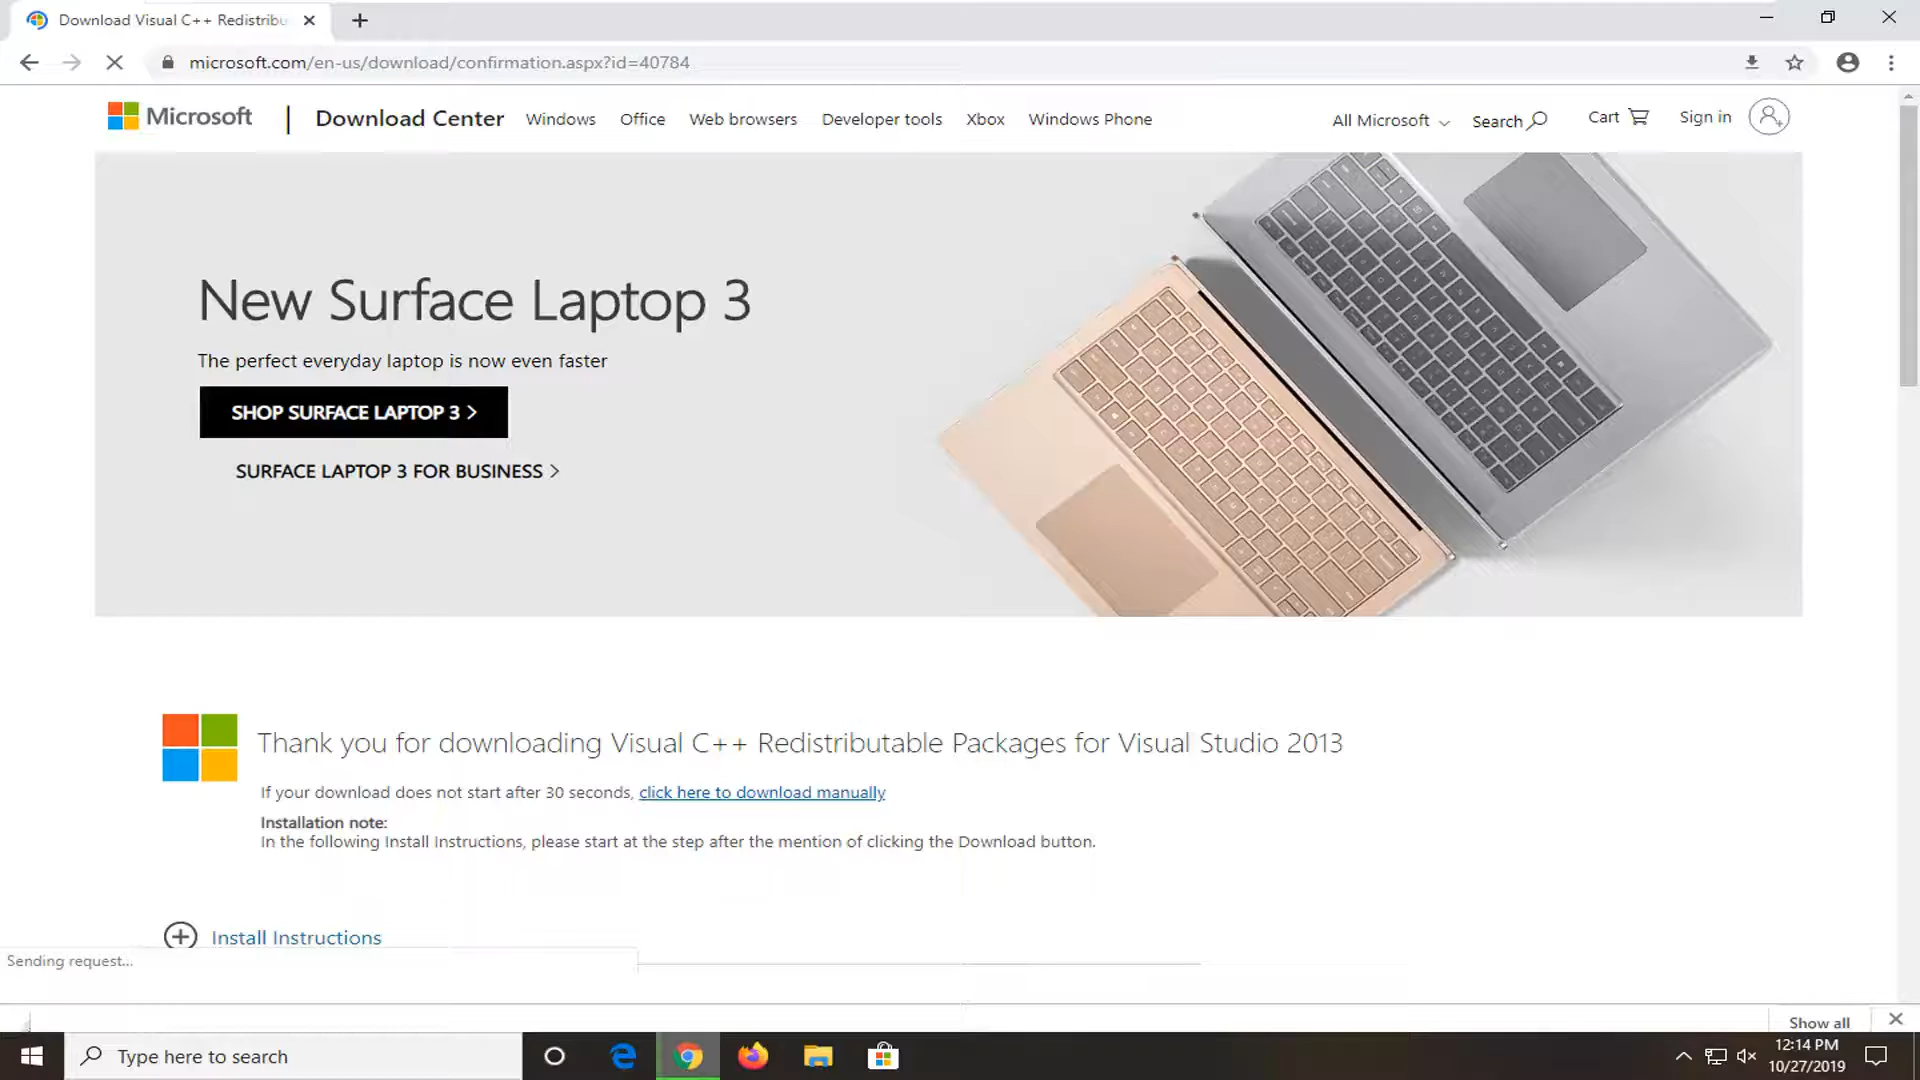 Download Visual C++ Redistribu
microsoft.com/en-us/download/confirmation.aspx?id=40784
Microsoft
Download Center
Windows
Office
Web browsers
Developer tools
Xbox
Windows Phone
All Microsoft
Search
Cart
Sign in
New Surface Laptop 3
The perfect everyday laptop is now even faster
SHOP SURFACE LAPTOP 3 >
SURFACE LAPTOP 3 FOR BUSINESS >
Thank you for downloading Visual C++ Redistributable Packages for Visual Studio 2013
If your download does not start after 30 seconds, click here to download manually
Installation note:
In the following Install Instructions, please start at the step after the mention of clicking the Download button.
Install Instructions
Sending request...
Show all
Type here to search
12:14 PM
10/27/2019